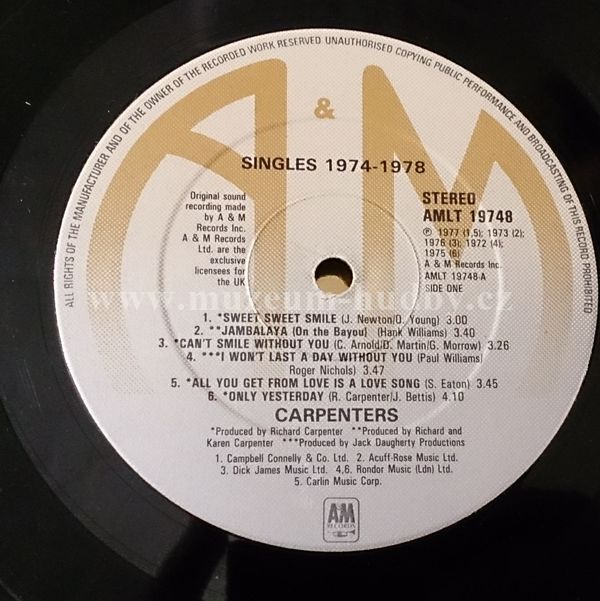 ALL RIGHTS OF THE MANUFACTURER AND OF THE OWNER OF THE RECORDED WORK RESERVED UNAUTHORISED COPYING PUBLIC PERFORMANCE AND BROADCASTING OF THIS RECORD PROHIBITED
A & M
SINGLES 1974-1978
Original sound
recording made
by A & M
Records Inc.
A & M Records
Ltd. are the
exclusive
licensees for
the UK
STEREO
AMLT 19748
℗ 1977 (1,5); 1973 (2);
1976 (3); 1972 (4);
1975 (6)
A & M Records Inc.
AMLT 19748-A
SIDE ONE
www.muzeum-hudby.cz
1. *SWEET SWEET SMILE (J. Newton/O. Young) 3.00
2. **JAMBALAYA (On the Bayou) (Hank Williams) 3.40
3. *CAN'T SMILE WITHOUT YOU (C. Arnold/D. Martin/G. Morrow) 3.26
4. ***I WON'T LAST A DAY WITHOUT YOU (Paul Williams/
Roger Nichols) 3.47
5. *ALL YOU GET FROM LOVE IS A LOVE SONG (S. Eaton) 3.45
6. *ONLY YESTERDAY (R. Carpenter/J. Bettis) 4.10
CARPENTERS
*Produced by Richard Carpenter **Produced by Richard and
Karen Carpenter ***Produced by Jack Daugherty Productions
1. Campbell Connelly & Co. Ltd. 2. Acuff-Rose Music Ltd.
3. Dick James Music Ltd. 4,6. Rondor Music (Ldn) Ltd.
5. Carlin Music Corp.
AM
RECORDS